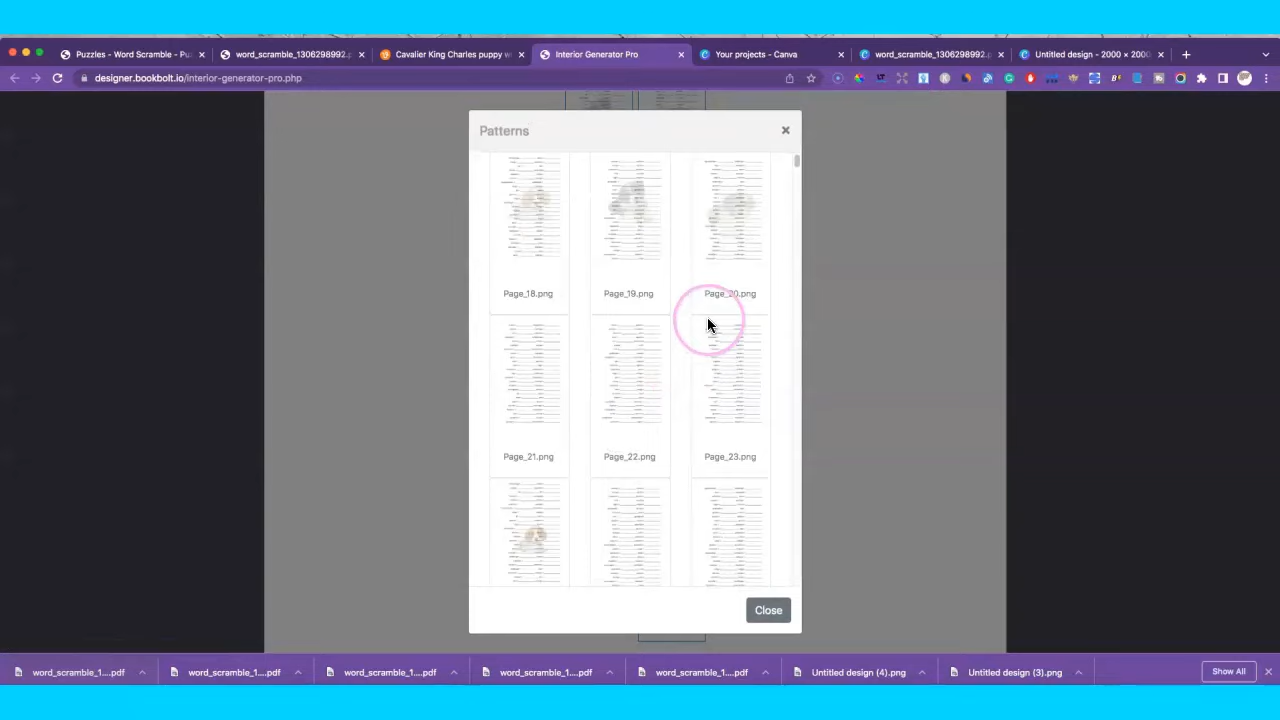 Puzzles - Word Scramble - Pu
word_scramble_1306298992.p
Cavalier King Charles puppy w
Interior Generator Pro
Your projects - Canva
word_scramble_1306298992.p
Untitled design - 2000 × 2000
designer.bookbolt.io/interior-generator-pro.php
Patterns
Page_18.png
Page_19.png
Page_20.png
Page_21.png
Page_22.png
Page_23.png
Close
word_scramble_1....pdf
word_scramble_1....pdf
word_scramble_1....pdf
word_scramble_1....pdf
word_scramble_1....pdf
Untitled design (4).png
Untitled design (3).png
Show All